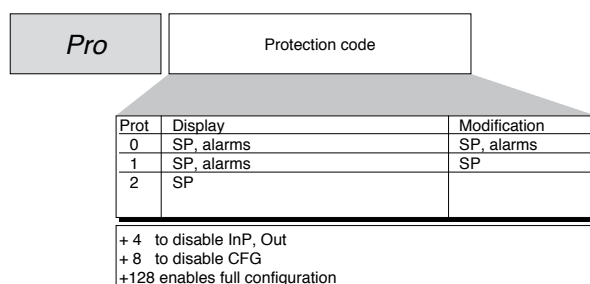 Pro
Protection code
Prot Display Modification
0 SP, alarms SP, alarms
1 SP, alarms SP
2 SP
+ 4 to disable InP, Out
+ 8 to disable CFG
+128 enables full configuration